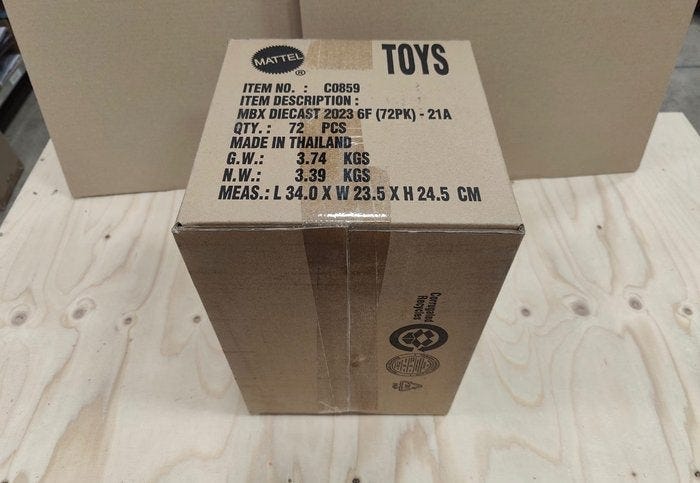 MATTEL
®
TOYS
ITEM NO. : C0859
ITEM DESCRIPTION :
MBX DIECAST 2023 6F (72PK) - 21A
QTY. : 72 PCS
MADE IN THAILAND
G.W.: 3.74 KGS
N.W.: 3.39 KGS
MEAS.: L 34.0 X W 23.5 X H 24.5 CM
Corrugated
Recycles